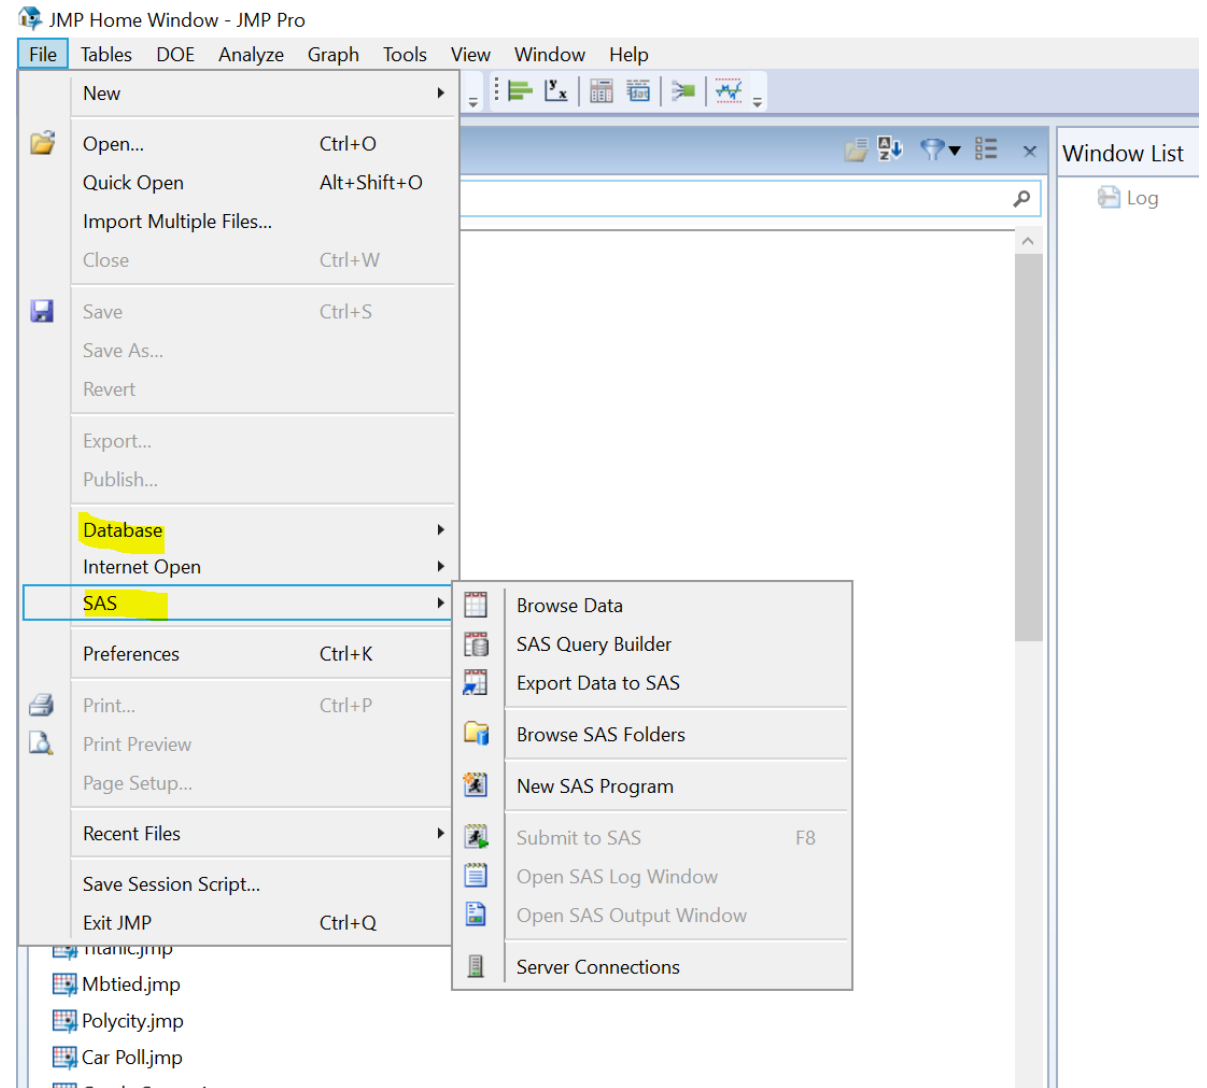 JMP Home Window - JMP Pro
File Tables DOE Analyze Graph Tools View Window Help
New
Open... Ctrl+O
Quick Open Alt+Shift+O
Import Multiple Files...
Close Ctrl+W
Save Ctrl+S
Save As...
Revert
Export...
Publish...
Database
Internet Open
SAS
Preferences Ctrl+K
Print... Ctrl+P
Print Preview
Page Setup...
Recent Files
Save Session Script...
Exit JMP Ctrl+Q
Browse Data
SAS Query Builder
Export Data to SAS
Browse SAS Folders
New SAS Program
Submit to SAS F8
Open SAS Log Window
Open SAS Output Window
Server Connections
Window List
Log
Titanic.jmp
Mbtied.jmp
Polycity.jmp
Car Poll.jmp